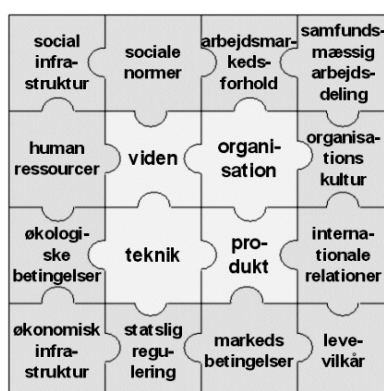 social
infra-
struktur
sociale
normer
arbejdsmar-
keds-
forhold
samfunds-
mæssig
arbejds-
deling
human
ressourcer
viden
organi-
sation
organisa-
tions
kultur
økologi-
ske
betingelser
teknik
pro-
dukt
interna-
tionale
relationer
økonomisk
infra-
struktur
statslig
regu-
lering
markeds
betingelser
leve-
vilkår